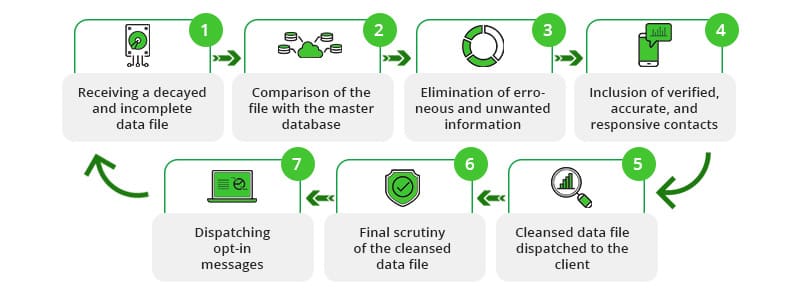 1
Receiving a decayed
and incomplete
data file
2
Comparison of the
file with the master
database
3
Elimination of erro-
neous and unwanted
information
4
Inclusion of verified,
accurate, and
responsive contacts
5
Cleansed data file
dispatched to the
client
6
Final scrutiny
of the cleansed
data file
7
Dispatching
opt-in
messages